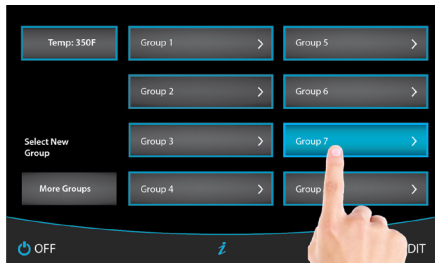 Temp: 350F
Group 1
Group 5
Group 2
Group 6
Select New
Group
Group 3
Group 7
More Groups
Group 4
Group
OFF
i
DIT